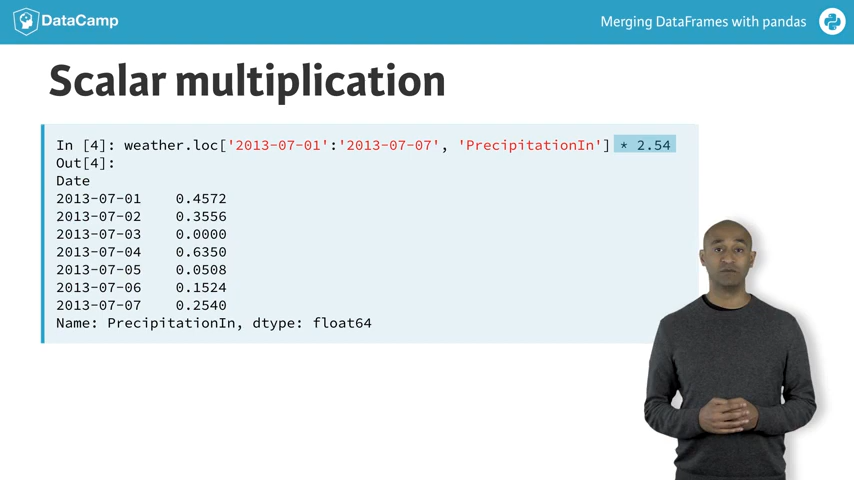 DataCamp
Merging DataFrames with pandas
Scalar multiplication
In [4]: weather.loc['2013-07-01':'2013-07-07', 'PrecipitationIn'] * 2.54
Out[4]:
Date
2013-07-01    0.4572
2013-07-02    0.3556
2013-07-03    0.0000
2013-07-04    0.6350
2013-07-05    0.0508
2013-07-06    0.1524
2013-07-07    0.2540
Name: PrecipitationIn, dtype: float64